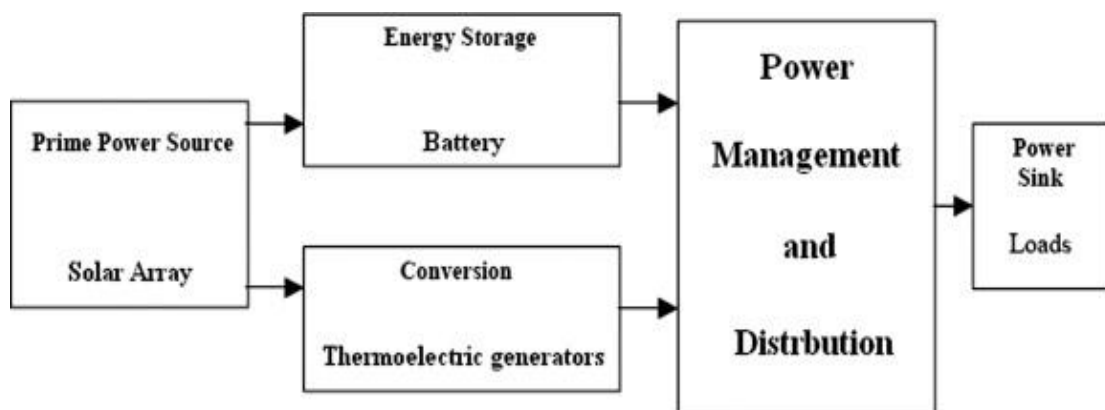 Prime Power Source
Solar Array
Energy Storage
Battery
Conversion
Thermoelectric generators
Power
Management
and
Distrbution
Power
Sink
Loads